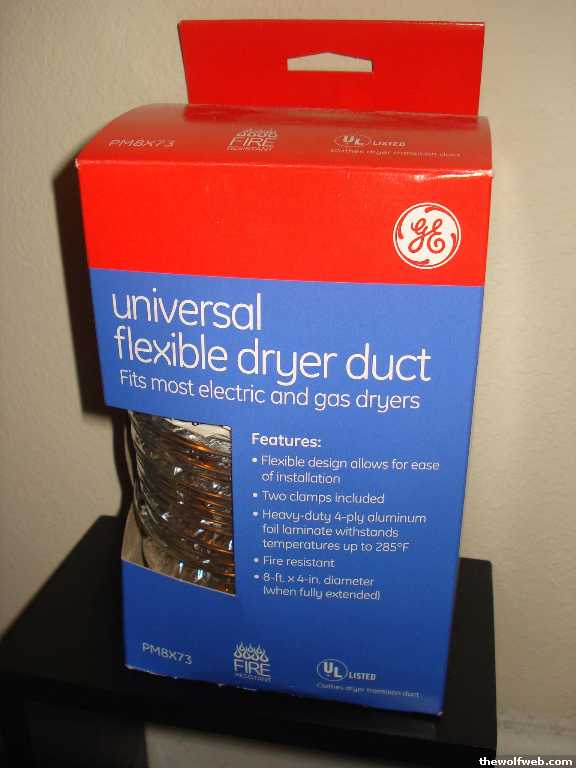 PM8X73
FIRE
RESISTANT
UL LISTED
Clothes dryer transition duct
GE
universal
flexible dryer duct
Fits most electric and gas dryers
Features:
• Flexible design allows for ease
of installation
• Two clamps included
• Heavy-duty 4-ply aluminum
foil laminate withstands
temperatures up to 285°F
• Fire resistant
• 8-ft. x 4-in. diameter
(when fully extended)
PM8X73
FIRE
RESISTANT
UL LISTED
Clothes dryer transition duct
thewolfweb.com